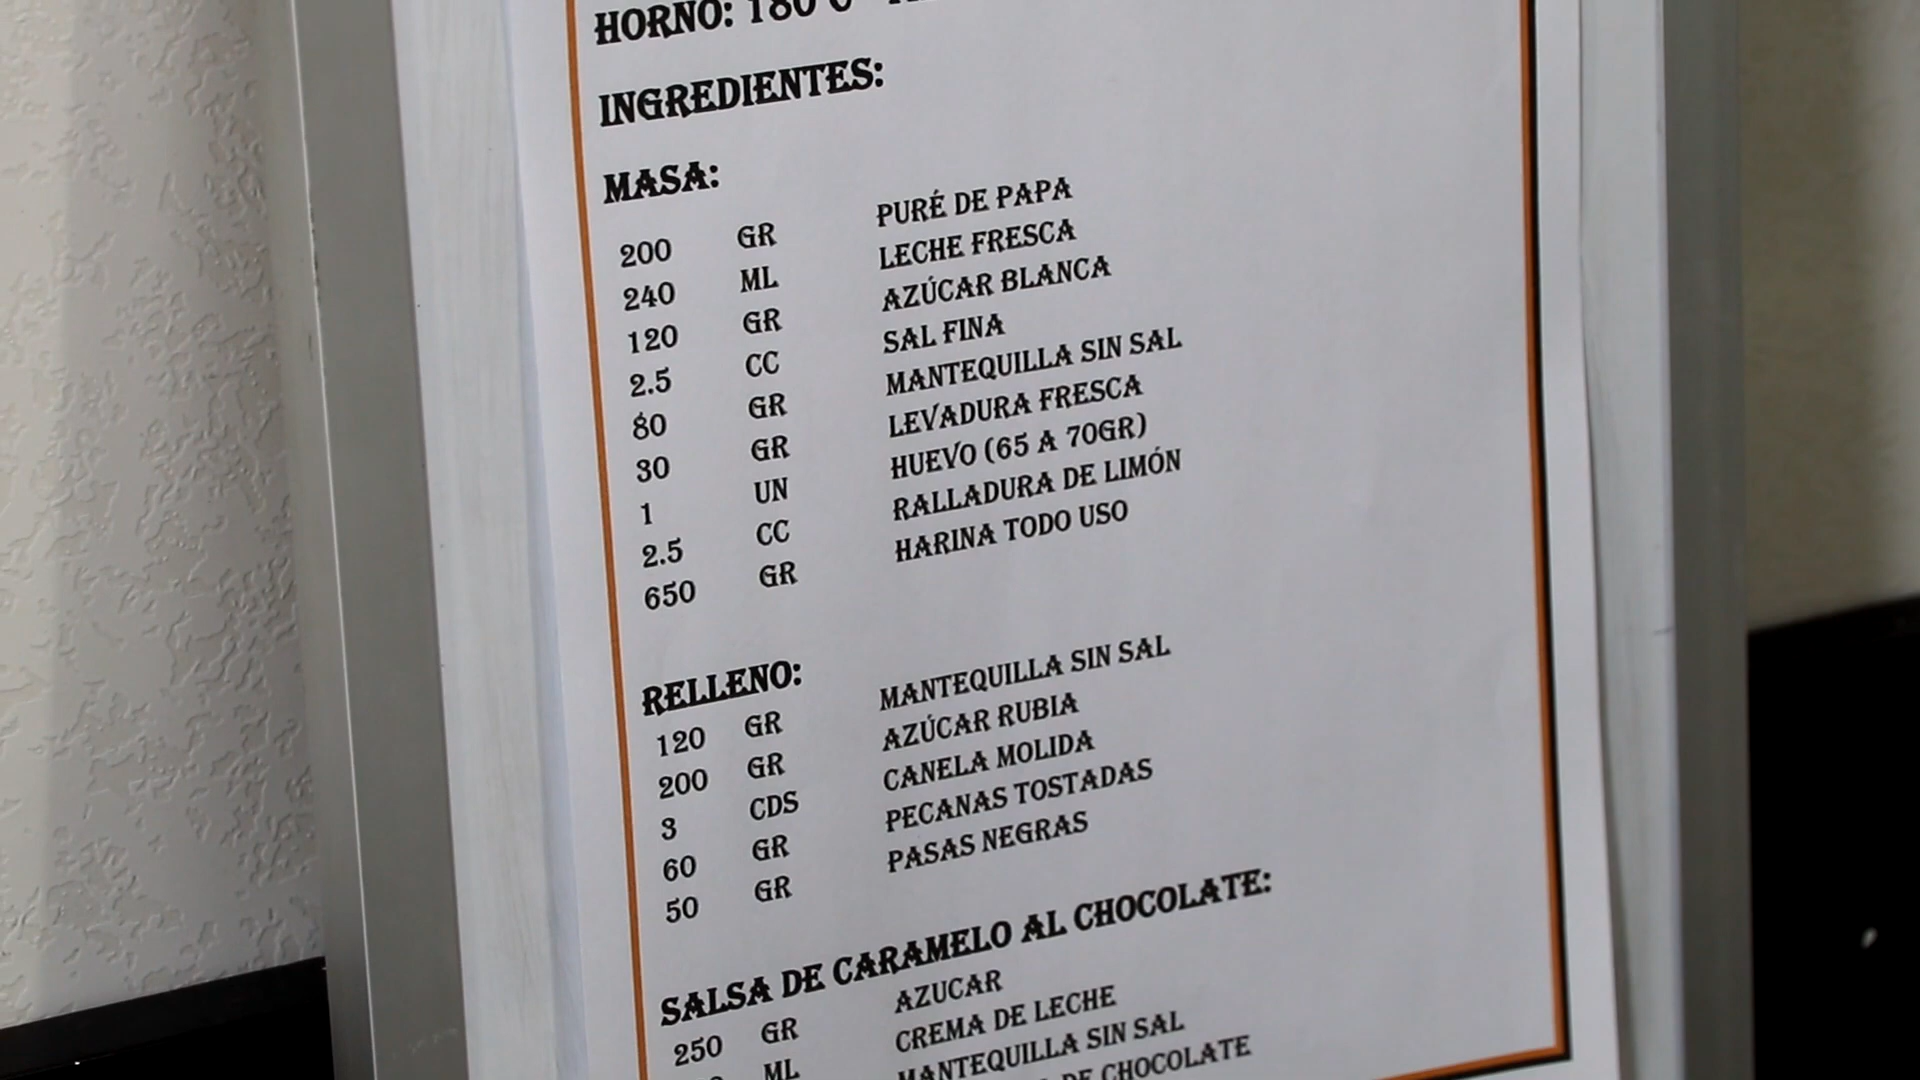 HORNO: 180
INGREDIENTES:
MASA:
200 GR PURÉ DE PAPA
240 ML LECHE FRESCA
120 GR AZÚCAR BLANCA
2.5 CC SAL FINA
80 GR MANTEQUILLA SIN SAL
30 GR LEVADURA FRESCA
1 UN HUEVO (65 A 70GR)
2.5 CC RALLADURA DE LIMÓN
650 GR HARINA TODO USO
RELLENO:
120 GR MANTEQUILLA SIN SAL
200 GR AZÚCAR RUBIA
3 CDS CANELA MOLIDA
60 GR PECANAS TOSTADAS
50 GR PASAS NEGRAS
SALSA DE CARAMELO AL CHOCOLATE:
250 GR AZUCAR
ML CREMA DE LECHE
MANTEQUILLA SIN SAL
DE CHOCOLATE